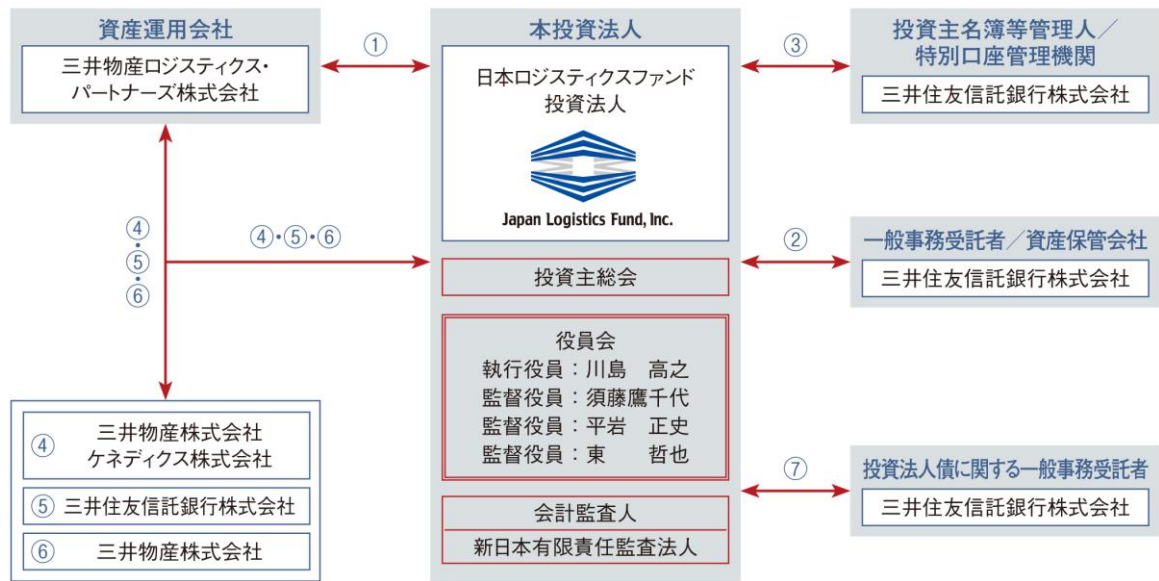 資産運用会社
三井物産ロジスティクス・
パートナーズ株式会社
①
本投資法人
日本ロジスティクスファンド
投資法人
Japan Logistics Fund, Inc.
③
投資主名簿等管理人／
特別口座管理機関
三井住友信託銀行株式会社
④・⑤・⑥
④・⑤・⑥
②
一般事務受託者／資産保管会社
三井住友信託銀行株式会社
投資主総会
役員会
執行役員：川島　高之
監督役員：須藤鷹千代
監督役員：平岩　正史
監督役員：東　　哲也
④
三井物産株式会社
ケネディクス株式会社
⑤ 三井住友信託銀行株式会社
⑥ 三井物産株式会社
⑦
投資法人債に関する一般事務受託者
三井住友信託銀行株式会社
会計監査人
新日本有限責任監査法人